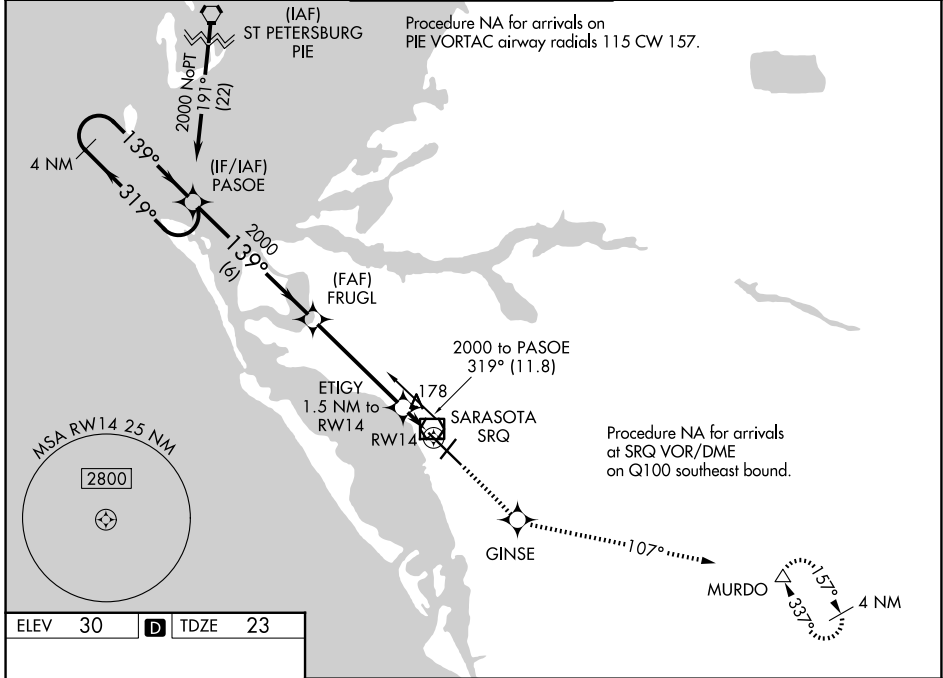 (IAF)
ST PETERSBURG
PIE
Procedure NA for arrivals on
PIE VORTAC airway radials 115 CW 157.
2000 NoPT
191°
(22)
4 NM
139°
319°
(IF/IAF)
PASOE
2000
139°
(6)
(FAF)
FRUGL
2000 to PASOE
319° (11.8)
ETIGY
1.5 NM to
RW14
178
RW14
SARASOTA
SRQ
Procedure NA for arrivals
at SRQ VOR/DME
on Q100 southeast bound.
MSA RW14 25 NM
2800
GINSE
107°
MURDO
157°
337°
4 NM
ELEV 30 D TDZE 23